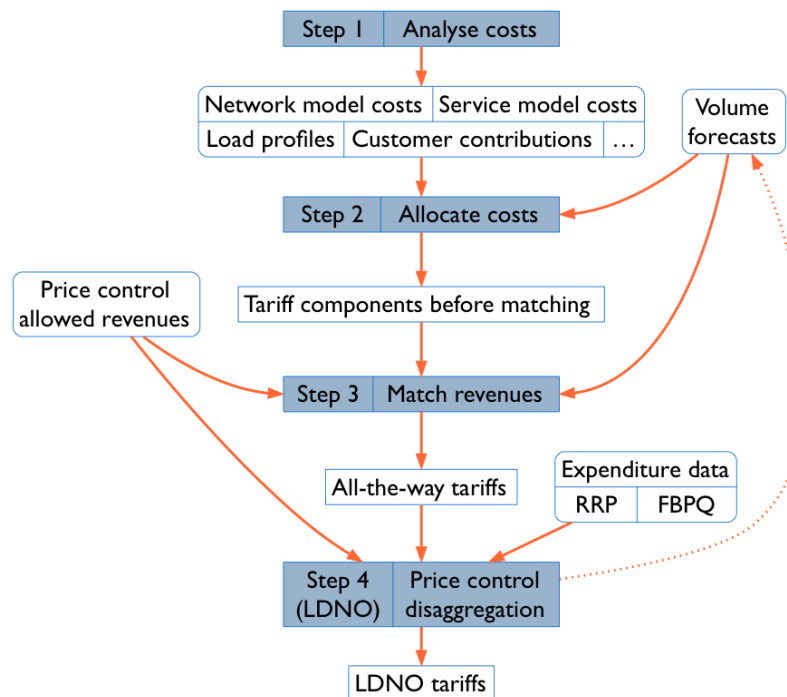 Step 1 Analyse costs
Network model costs Service model costs
Load profiles Customer contributions ...
Volume
forecasts
Step 2 Allocate costs
Price control
allowed revenues
Tariff components before matching
Step 3 Match revenues
All-the-way tariffs
Expenditure data
RRP FBPQ
Step 4
(LDNO)
Price control
disaggregation
LDNO tariffs